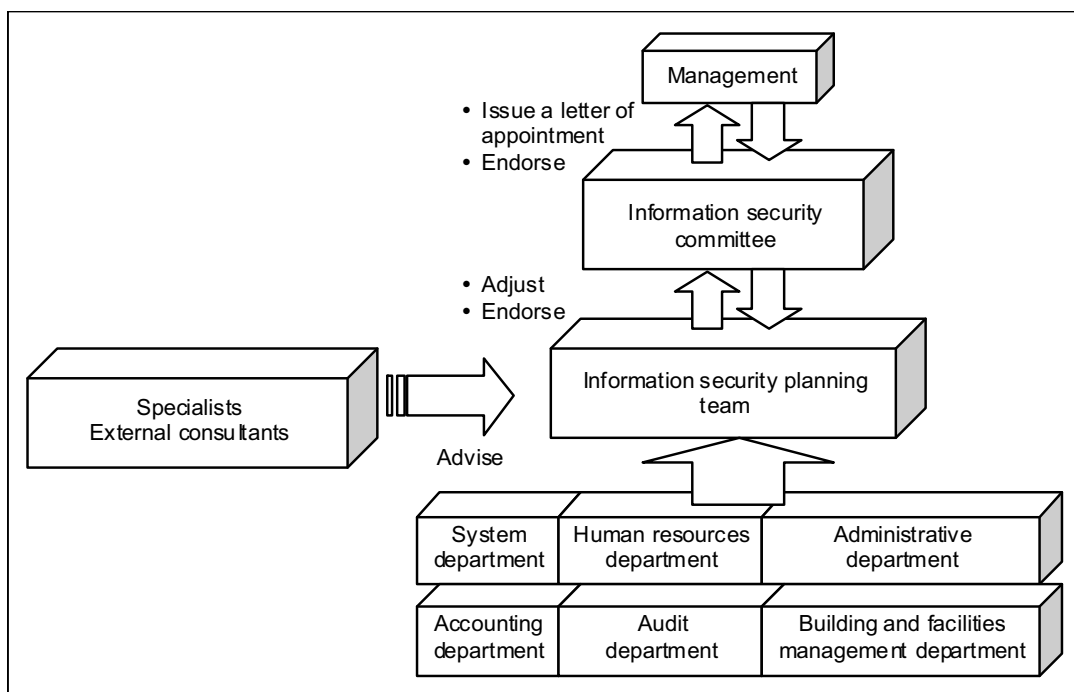 Management
• Issue a letter of
appointment
• Endorse
Information security
committee
• Adjust
• Endorse
Information security planning
team
Specialists
External consultants
Advise
System
department
Human resources
department
Administrative
department
Accounting
department
Audit
department
Building and facilities
management department